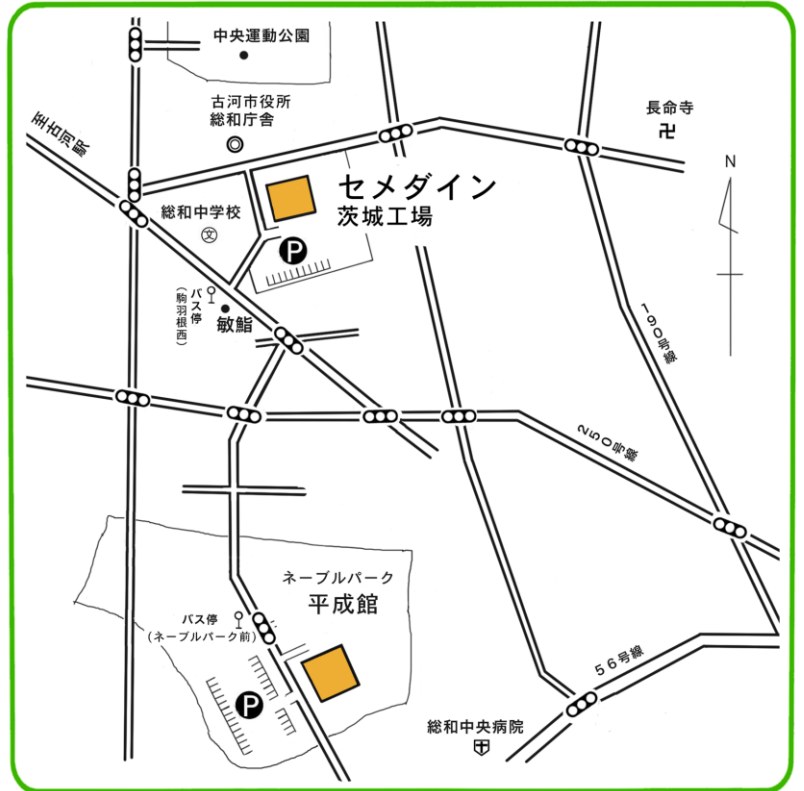 中央運動公園
古河市役所
総和庁舎
長命寺
至古河駅
N
セメダイン
茨城工場
総和中学校
文
P
バス停
（駒羽根西）
敏鮨
190号線
250号線
ネーブルパーク
平成館
バス停
（ネーブルパーク前）
P
56号線
総和中央病院